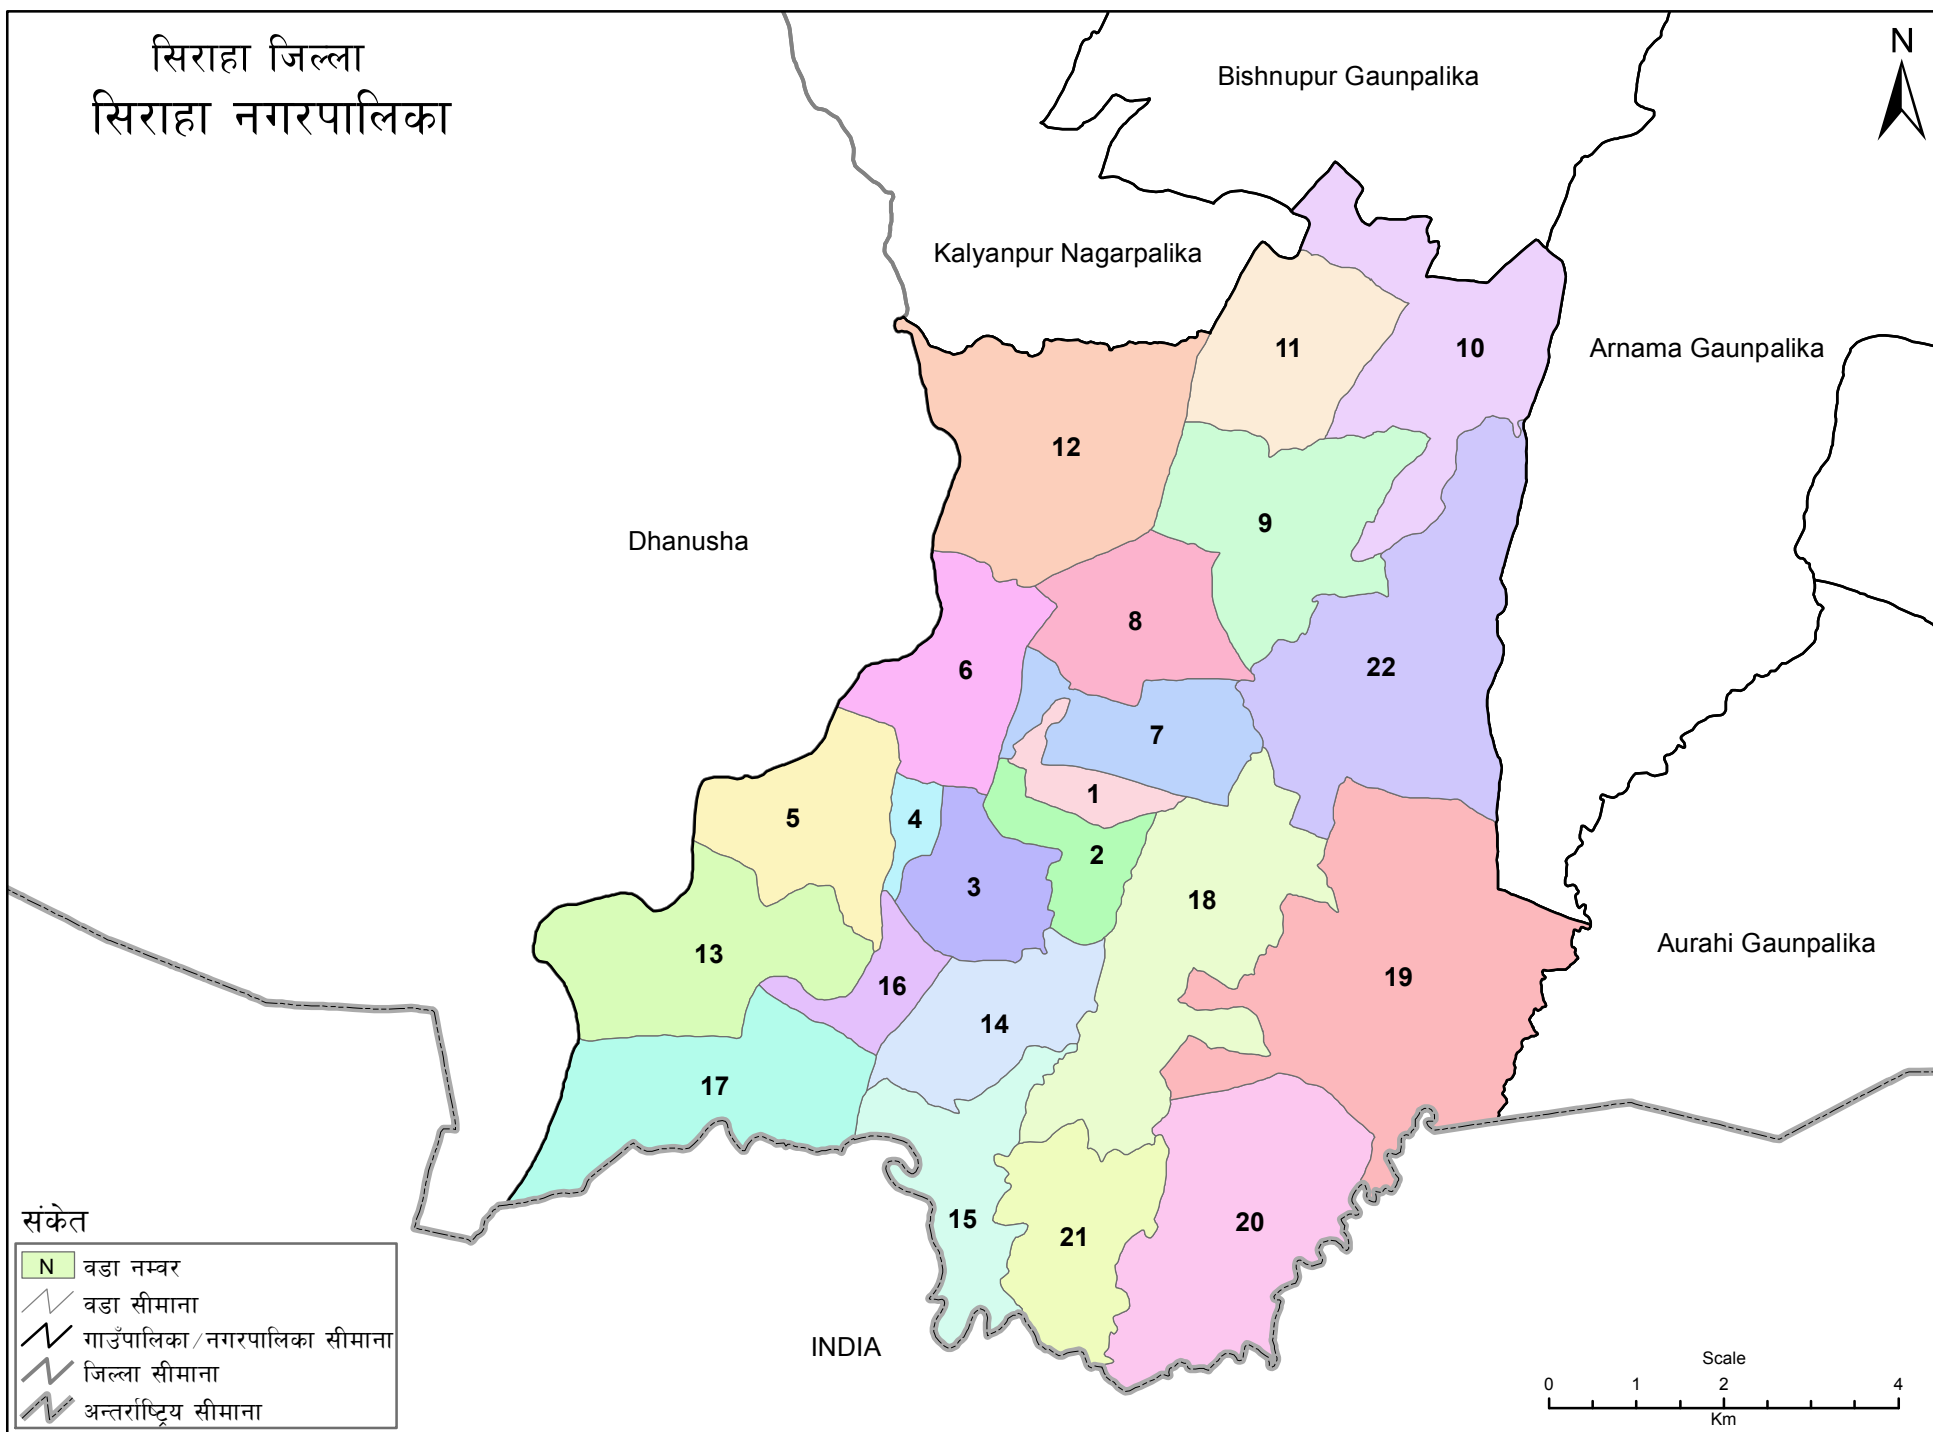 सिराहा जिल्ला
सिराहा नगरपालिका
N
Bishnupur Gaunpalika
Kalyanpur Nagarpalika
11
10
Arnama Gaunpalika
12
9
Dhanusha
8
6
22
7
1
5
4
2
3
18
13
Aurahi Gaunpalika
16
19
14
17
15
20
21
INDIA
संकेत
N वडा नम्वर
वडा सीमाना
गाउँपालिका/नगरपालिका सीमाना
जिल्ला सीमाना
अन्तर्राष्ट्रिय सीमाना
Scale
0 1 2 4
Km